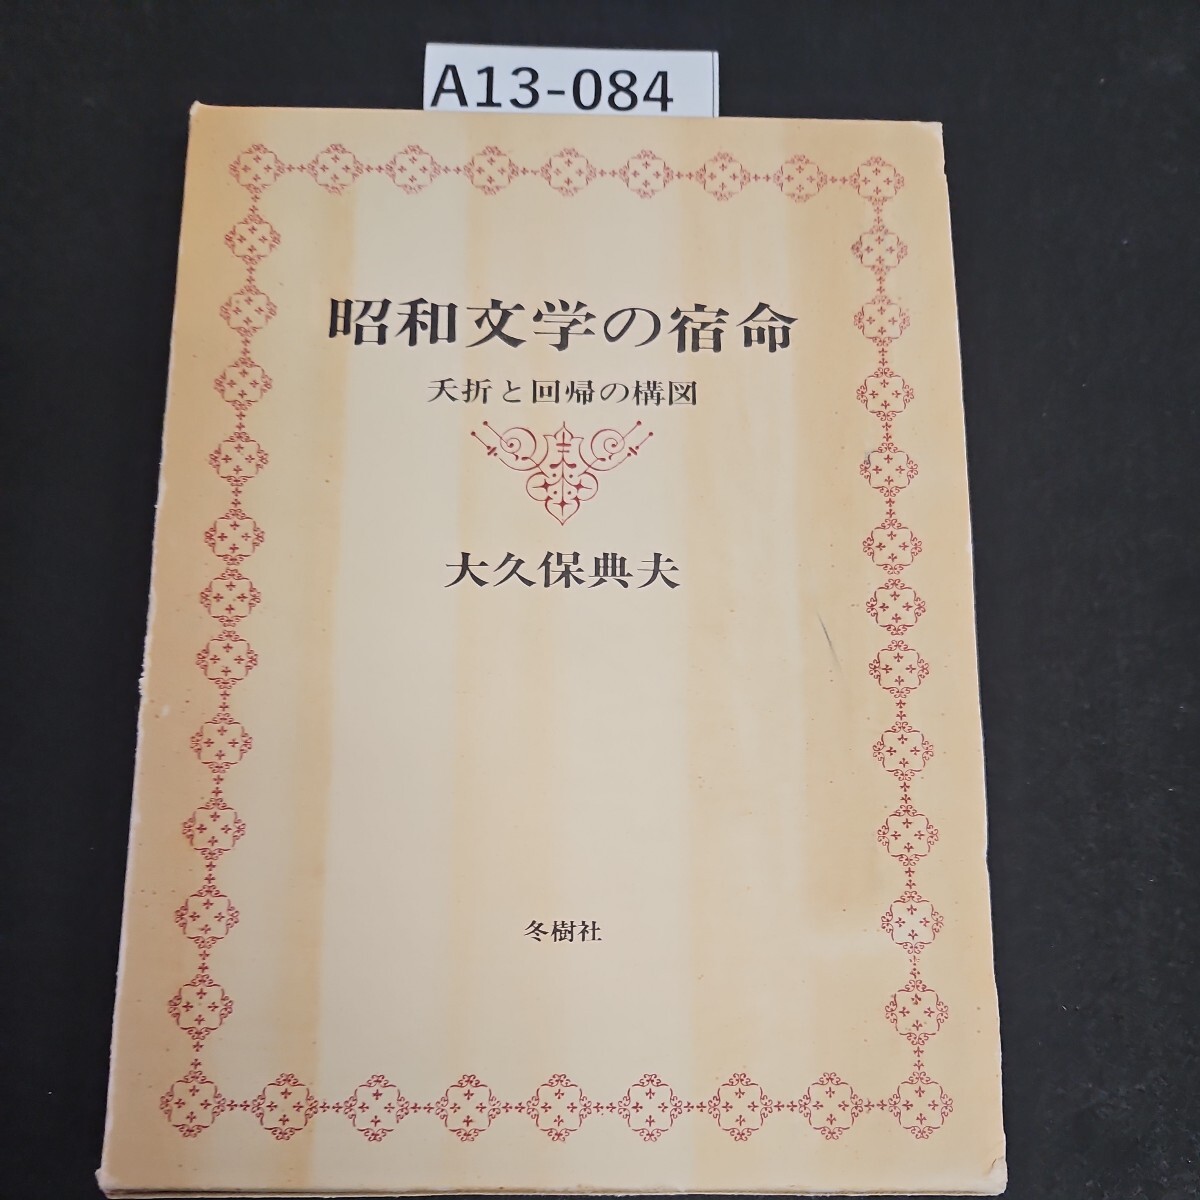 A13-084
昭和文学の宿命
夭折と回帰の構図
大久保典夫
冬樹社